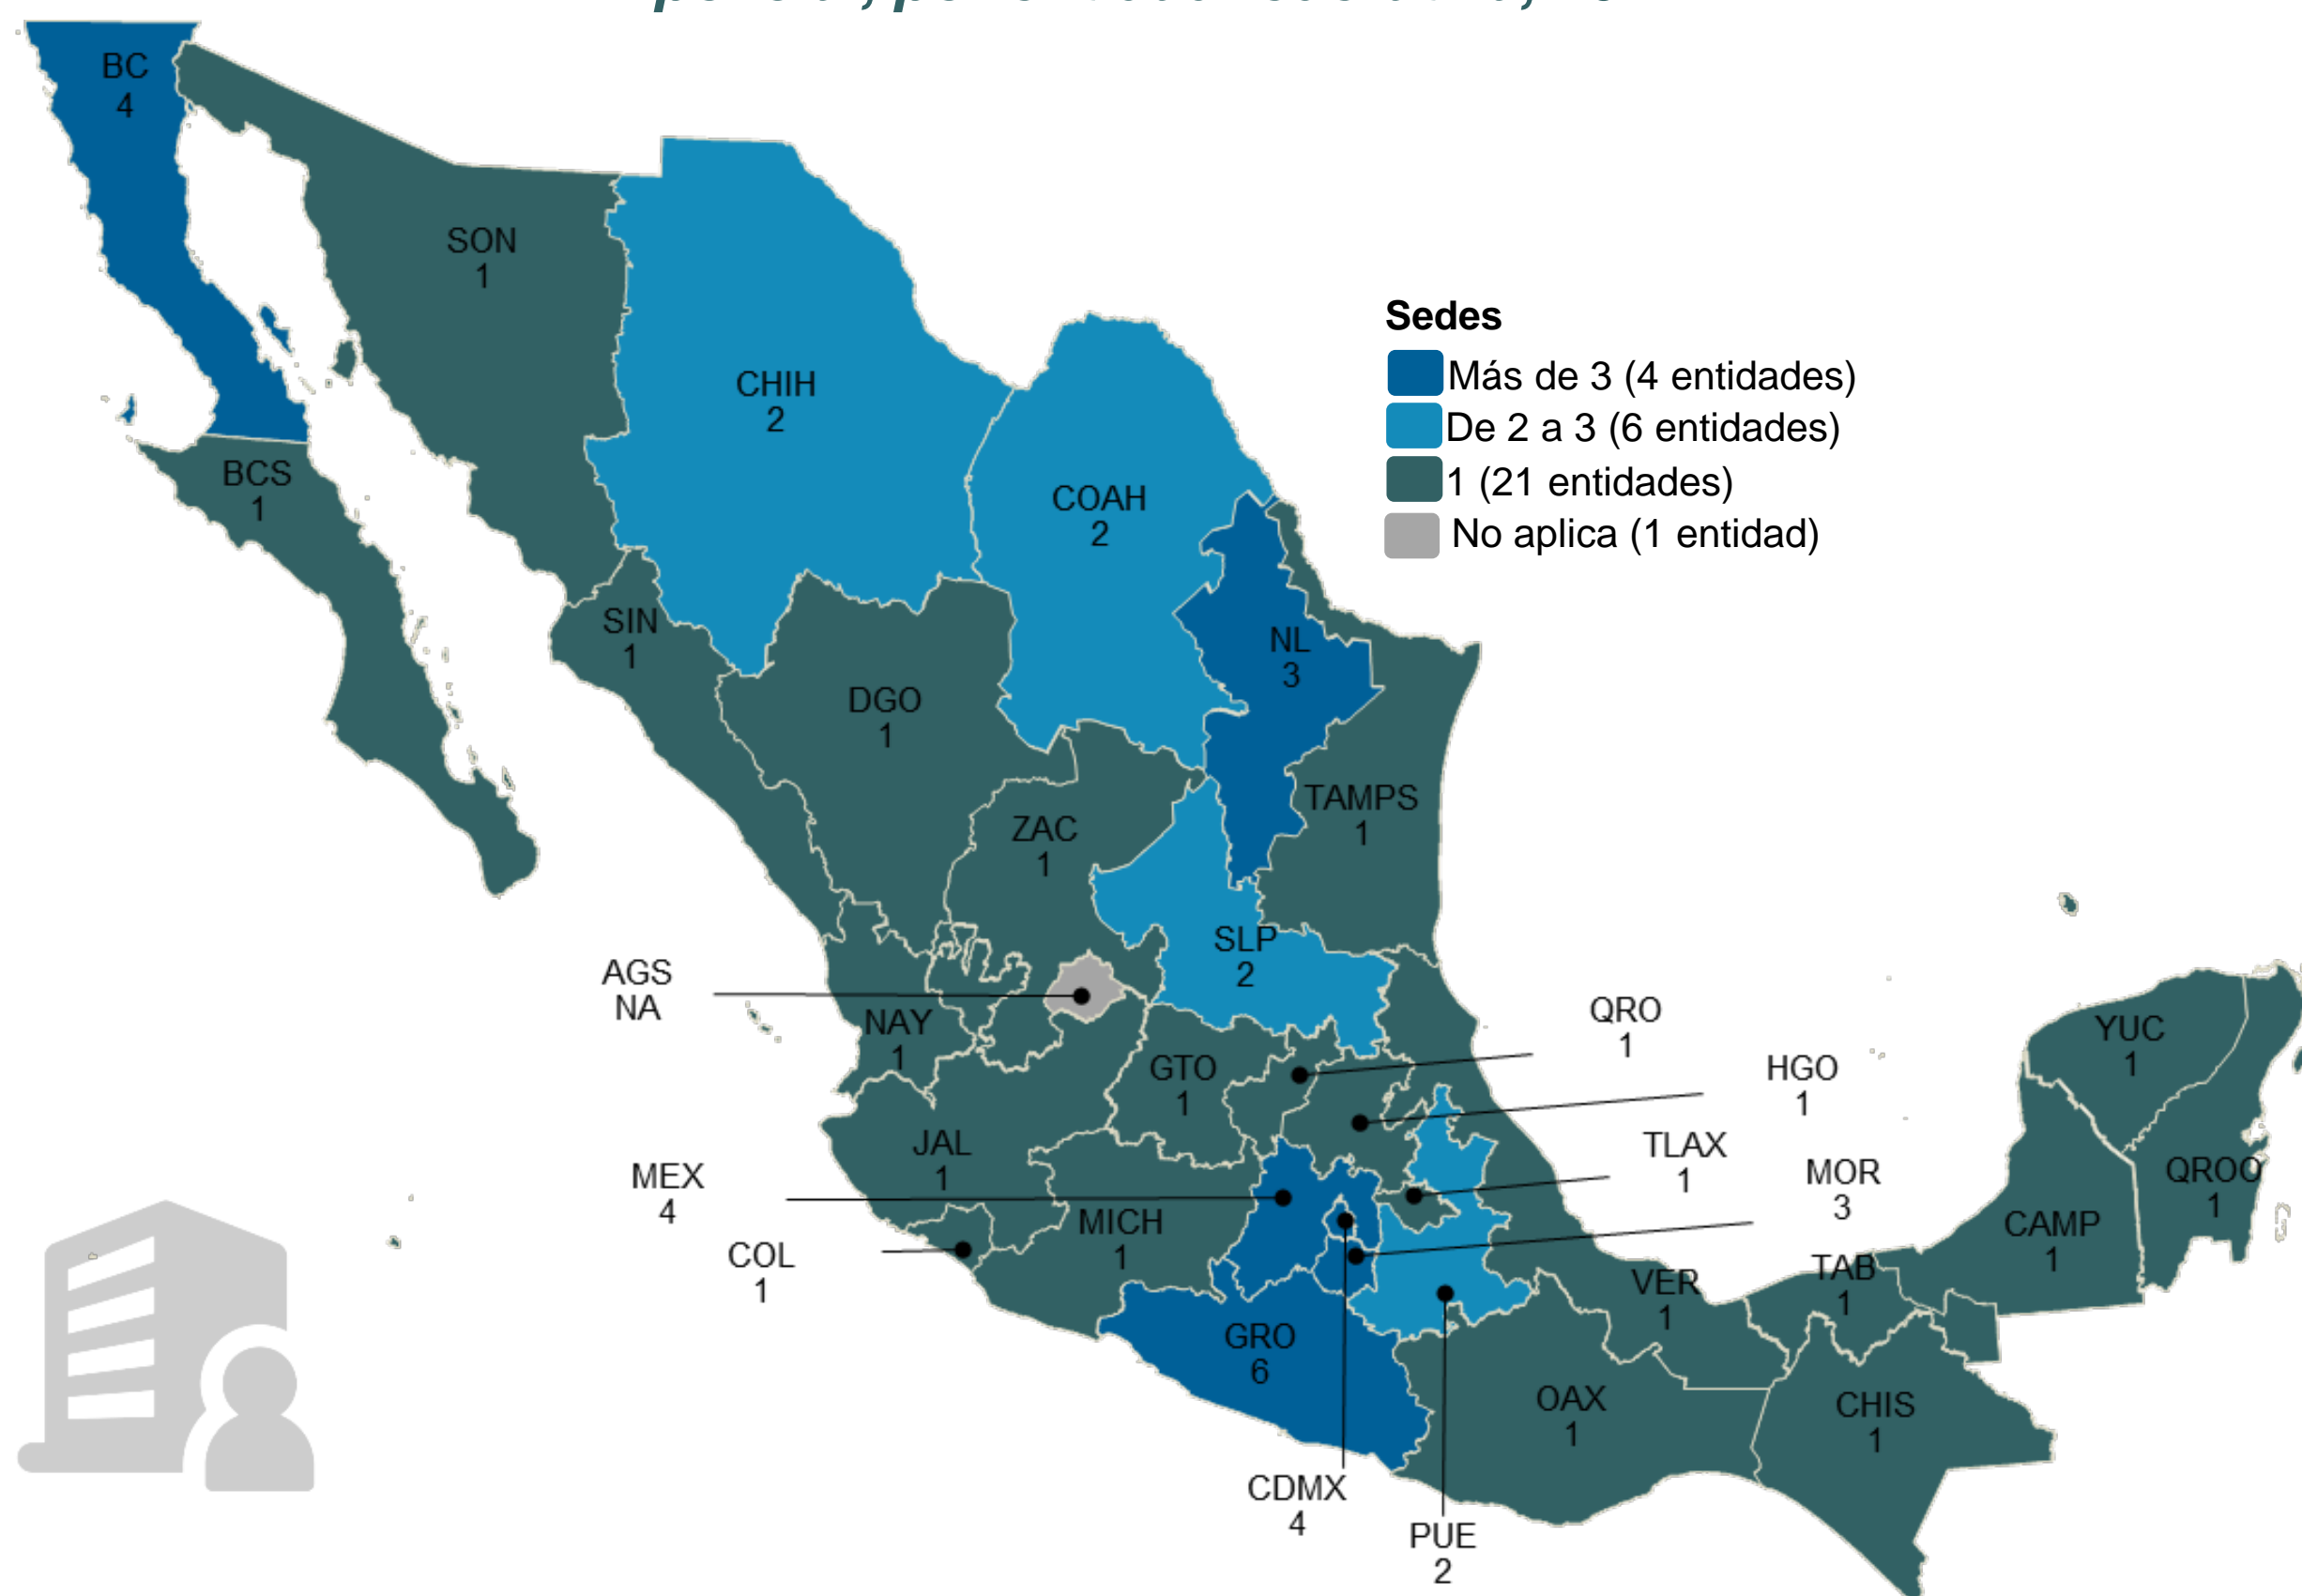 BC
4
SON
1
CHIH
2
BCS
1
COAH
2
Sedes
Más de 3 (4 entidades)
De 2 a 3 (6 entidades)
1 (21 entidades)
No aplica (1 entidad)
SIN
1
NL
3
DGO
1
TAMPS
1
ZAC
1
SLP
2
AGS
NA
NAY
1
QRO
1
YUC
1
GTO
1
HGO
1
JAL
1
TLAX
1
MOR
3
QROO
1
MEX
4
MICH
1
CAMP
1
COL
1
VER
1
TAB
1
GRO
6
OAX
1
CHIS
1
CDMX
4
PUE
2